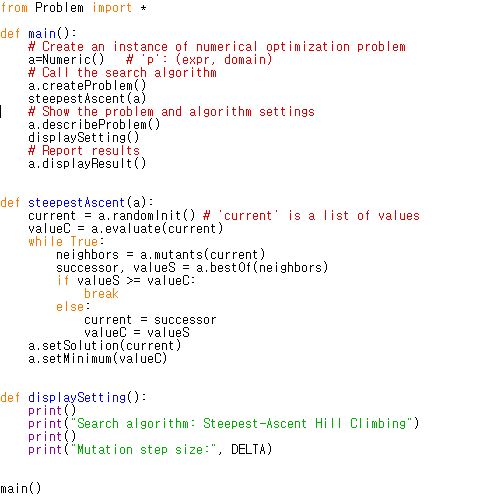 from Problem import *

def main():
    # Create an instance of numerical optimization problem
    a=Numeric()   # 'p': (expr, domain)
    # Call the search algorithm
    a.createProblem()
    steepestAscent(a)
    # Show the problem and algorithm settings
    a.describeProblem()
    displaySetting()
    # Report results
    a.displayResult()


def steepestAscent(a):
    current = a.randomInit() # 'current' is a list of values
    valueC = a.evaluate(current)
    while True:
        neighbors = a.mutants(current)
        successor, valueS = a.bestOf(neighbors)
        if valueS >= valueC:
            break
        else:
            current = successor
            valueC = valueS
    a.setSolution(current)
    a.setMinimum(valueC)


def displaySetting():
    print()
    print("Search algorithm: Steepest-Ascent Hill Climbing")
    print()
    print("Mutation step size:", DELTA)


main()